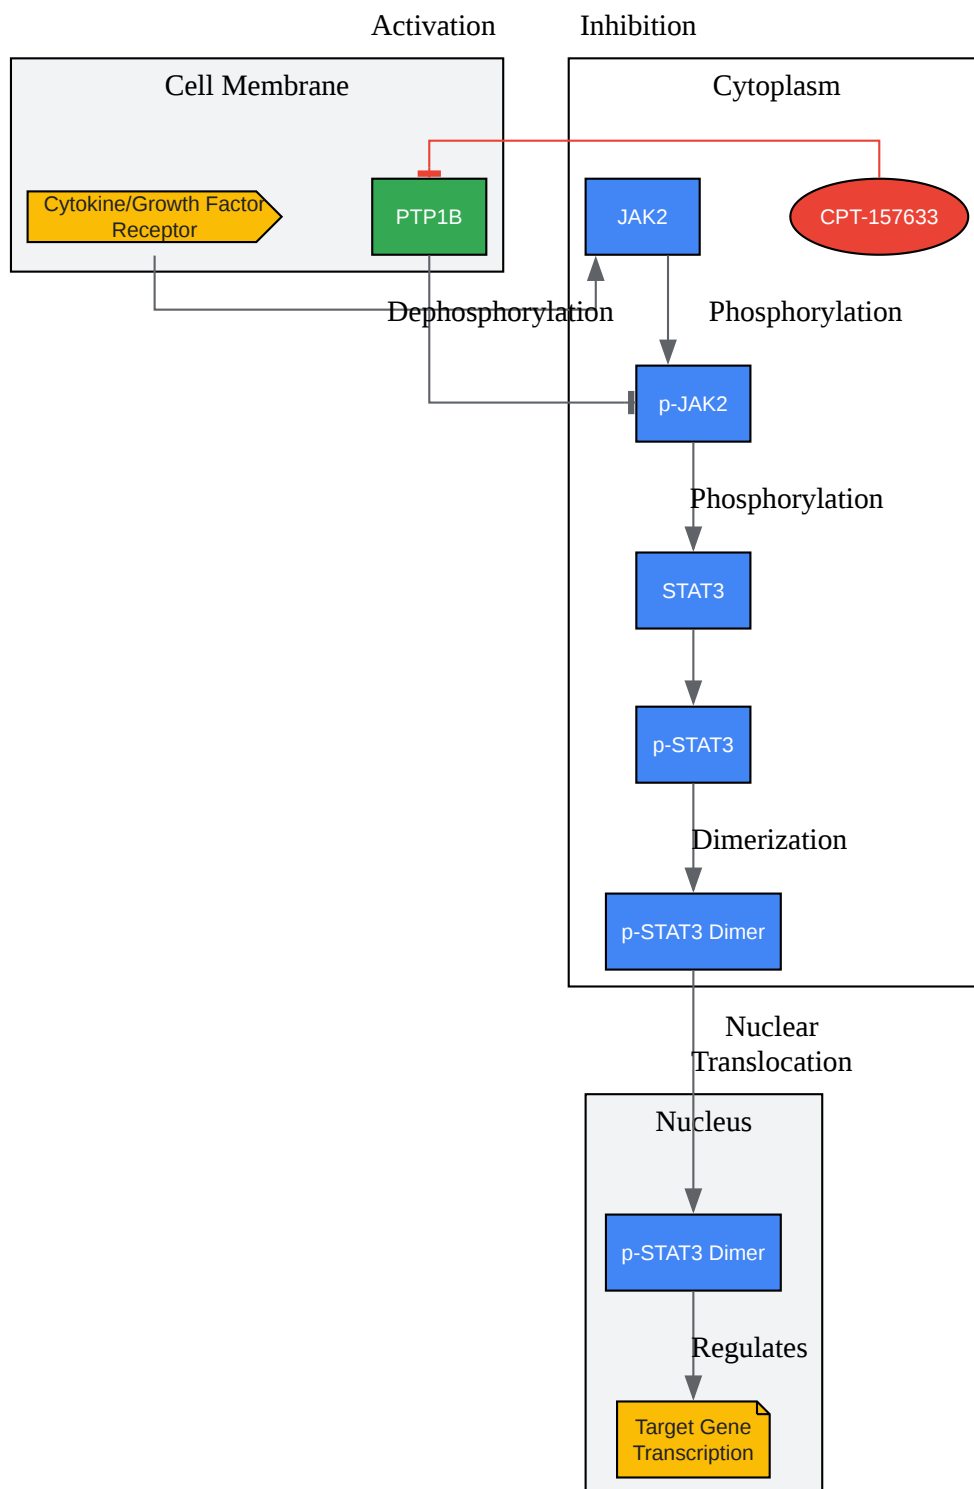 Activation
Inhibition
Cell Membrane
Cytoplasm
Cytokine/Growth Factor
Receptor
PTP1B
JAK2
CPT-157633
Dephosphorylation
Phosphorylation
p-JAK2
Phosphorylation
STAT3
p-STAT3
Dimerization
p-STAT3 Dimer
Nuclear
Translocation
Nucleus
p-STAT3 Dimer
Regulates
Target Gene
Transcription